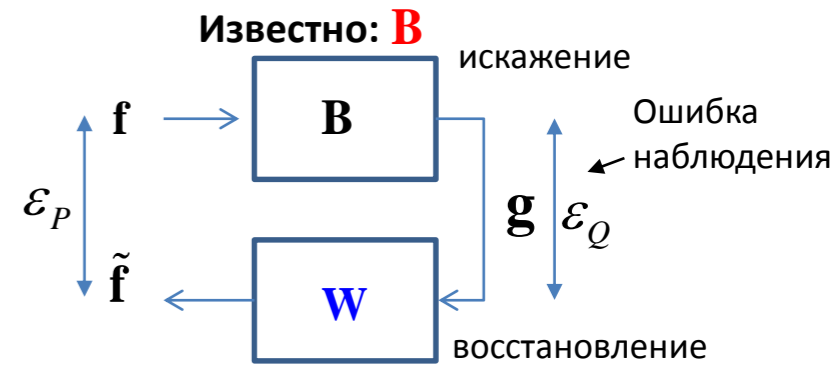 Известно: B
искажение
f
B
Ошибка
наблюдения
ε_P
g
ε_Q
f̃
W
восстановление